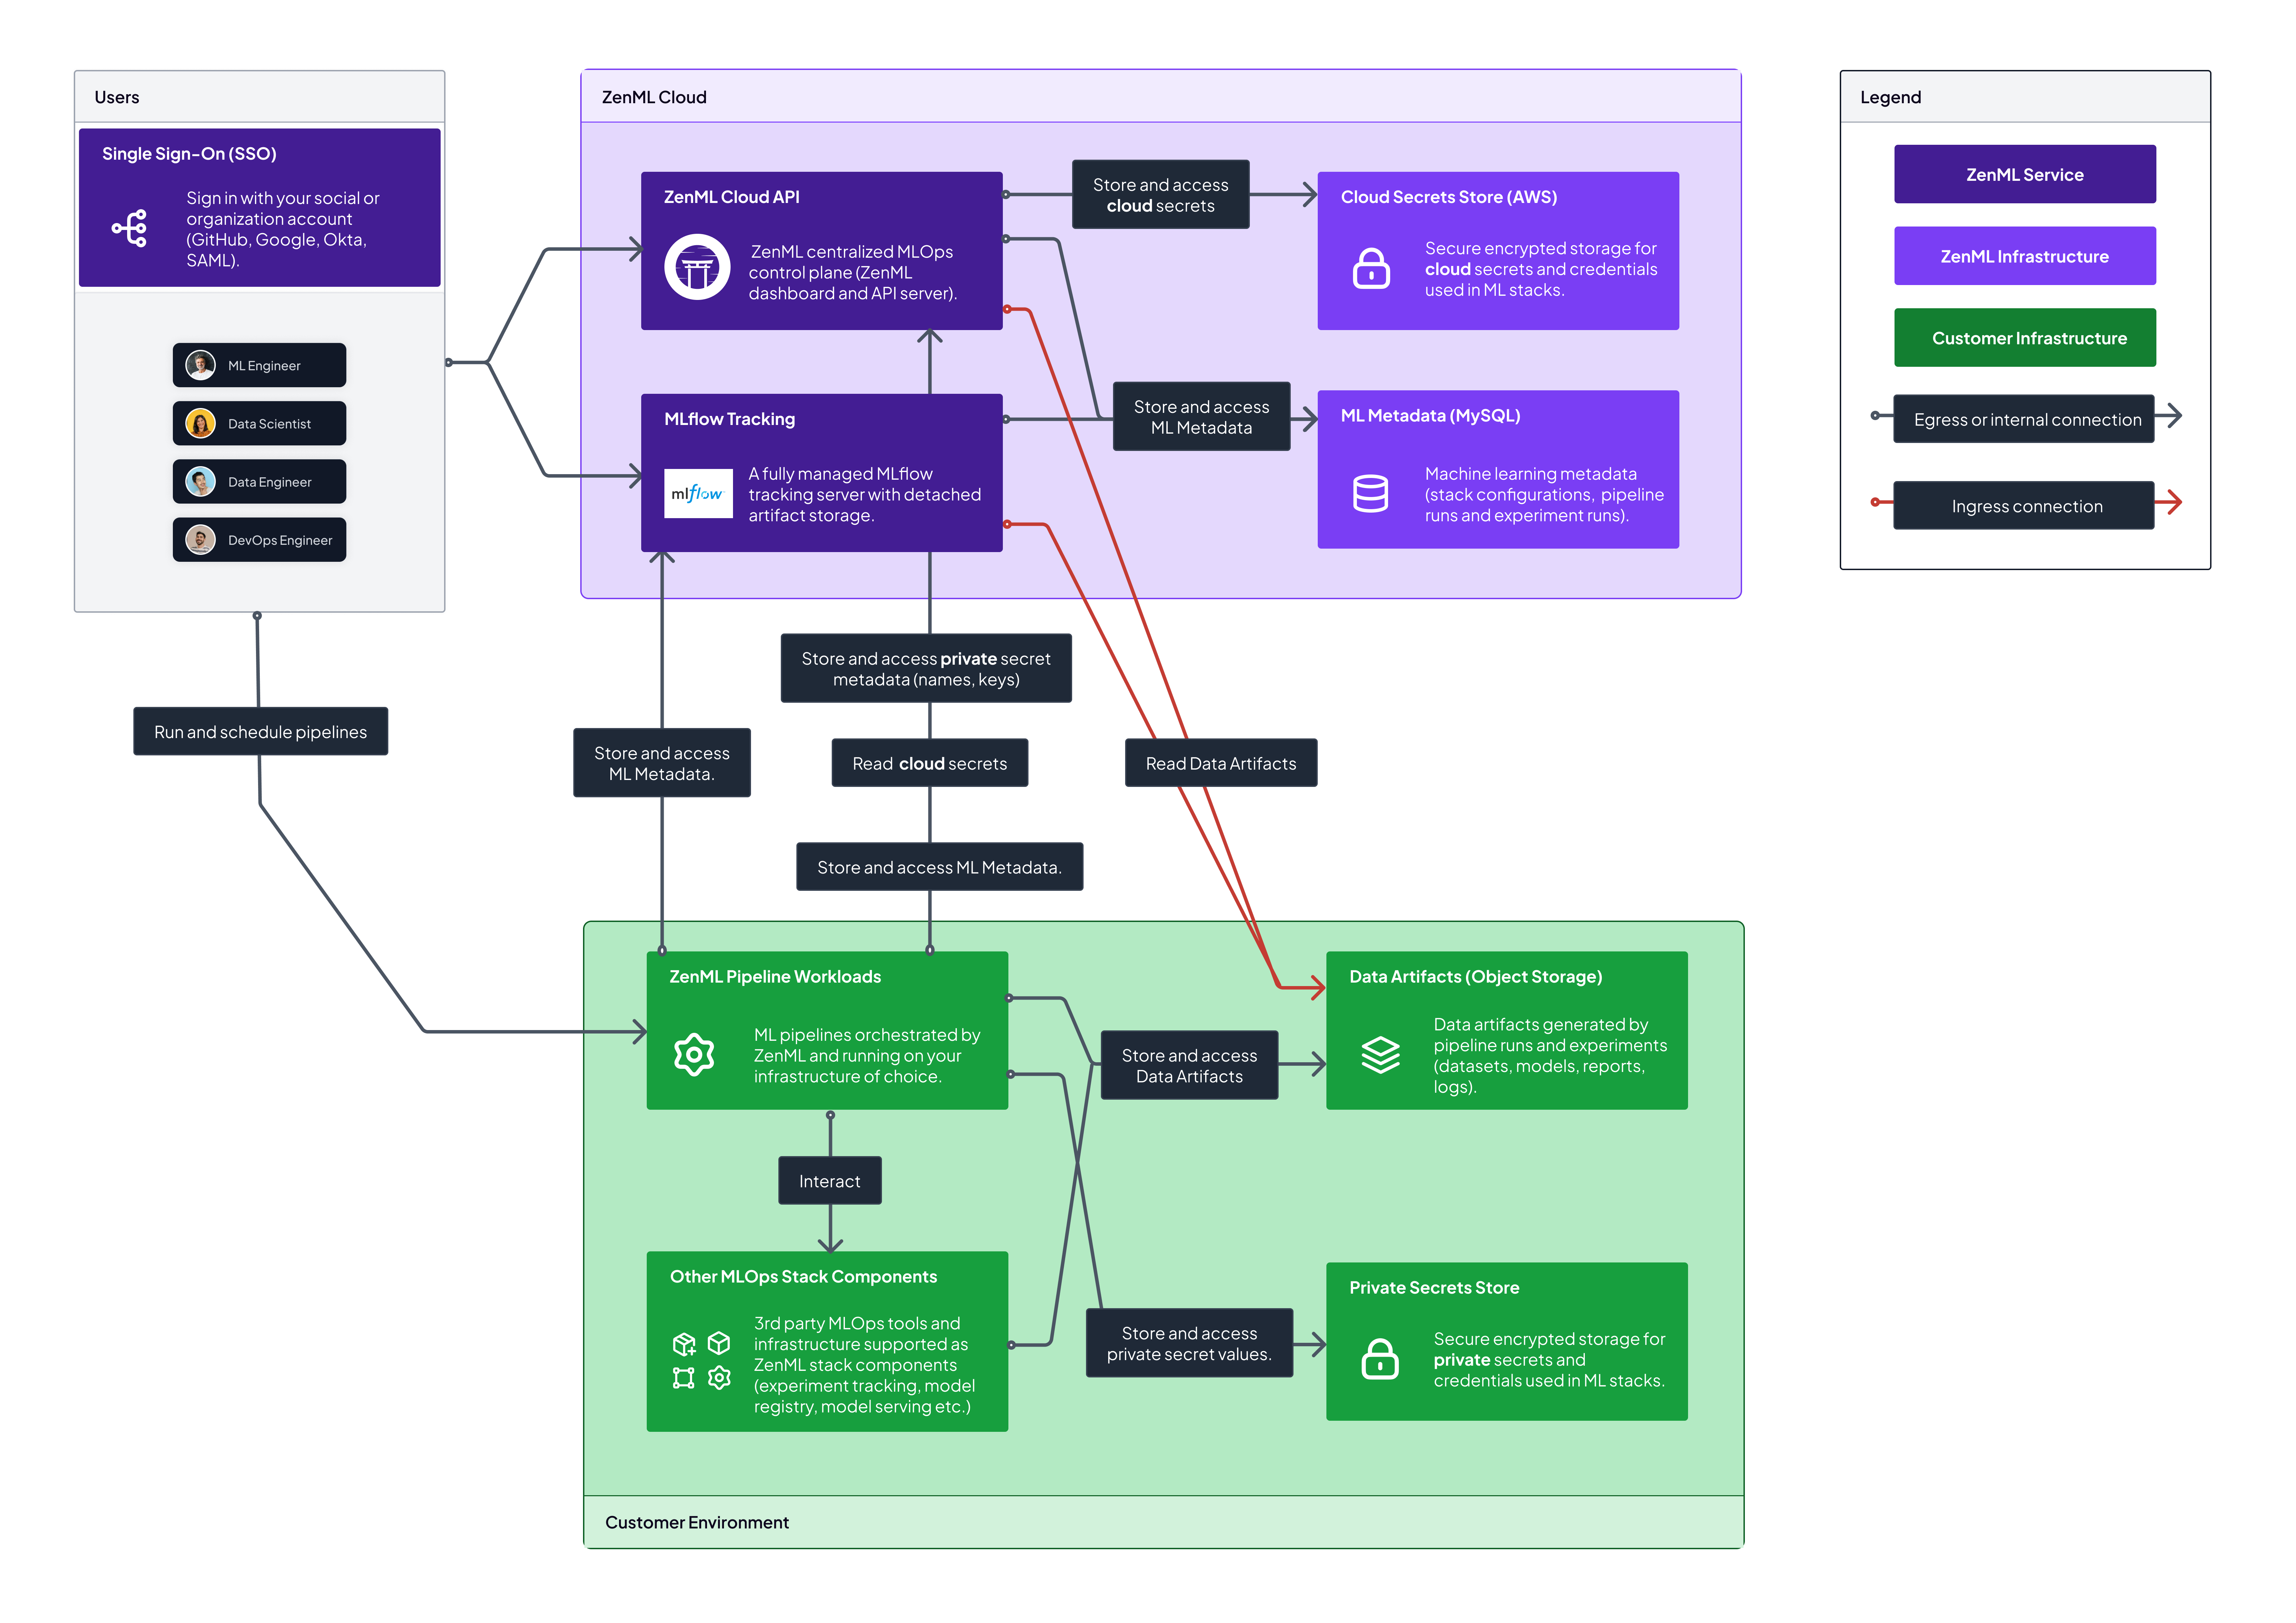 Users
Single Sign-On (SSO)
Sign in with your social or
organization account
(GitHub, Google, Okta,
SAML).
ML Engineer
Data Scientist
Data Engineer
DevOps Engineer
Run and schedule pipelines
ZenML Cloud
ZenML Cloud API
ZenML centralized MLOps
control plane (ZenML
dashboard and API server).
Store and access
cloud secrets
Cloud Secrets Store (AWS)
Secure encrypted storage for
cloud secrets and credentials
used in ML stacks.
MLflow Tracking
mlflow
A fully managed MLflow
tracking server with detached
artifact storage.
Store and access
ML Metadata
ML Metadata (MySQL)
Machine learning metadata
(stack configurations, pipeline
runs and experiment runs).
Store and access
ML Metadata.
Store and access private secret
metadata (names, keys)
Read cloud secrets
Store and access ML Metadata.
Read Data Artifacts
ZenML Pipeline Workloads
ML pipelines orchestrated by
ZenML and running on your
infrastructure of choice.
Store and access
Data Artifacts
Data Artifacts (Object Storage)
Data artifacts generated by
pipeline runs and experiments
(datasets, models, reports,
logs).
Interact
Other MLOps Stack Components
3rd party MLOps tools and
infrastructure supported as
ZenML stack components
(experiment tracking, model
registry, model serving etc.)
Store and access
private secret values.
Private Secrets Store
Secure encrypted storage for
private secrets and
credentials used in ML stacks.
Customer Environment
Legend
ZenML Service
ZenML Infrastructure
Customer Infrastructure
Egress or internal connection
Ingress connection